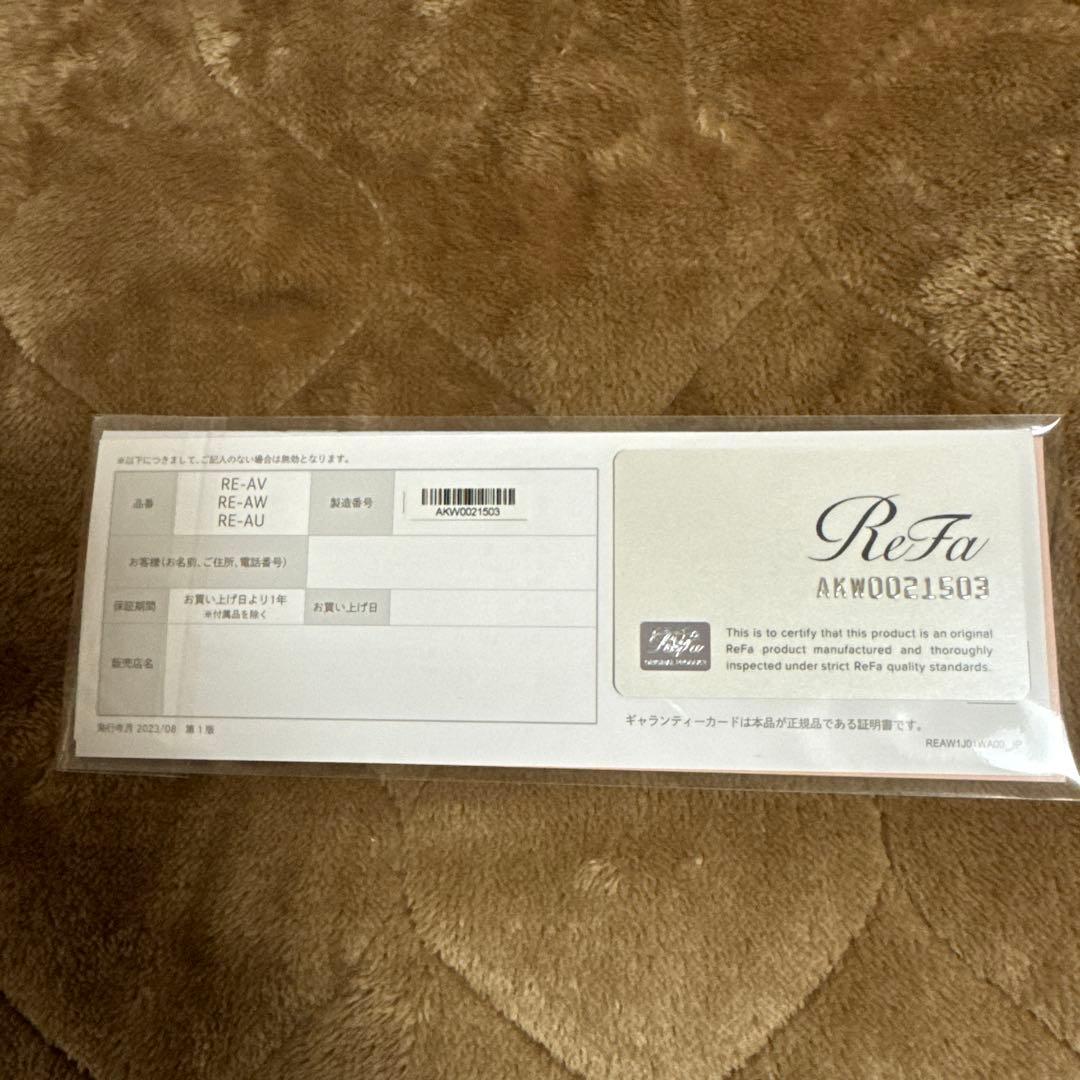 ※以下につきまして、ご記入のない場合は無効となります。
品番
RE-AV
RE-AW
RE-AU
製造番号
AKW0021503
お客様(お名前、ご住所、電話番号)
保証期間
お買い上げ日より1年
※付属品を除く
お買い上げ日
販売店名
発行年月 2023/08 第1版
ReFa
AKW0021503
ReFa
ORIGINAL PRODUCT
This is to certify that this product is an original
ReFa product manufactured and thoroughly
inspected under strict ReFa quality standards.
ギャランティーカードは本品が正規品である証明書です。
REAW1J01WA00_JP